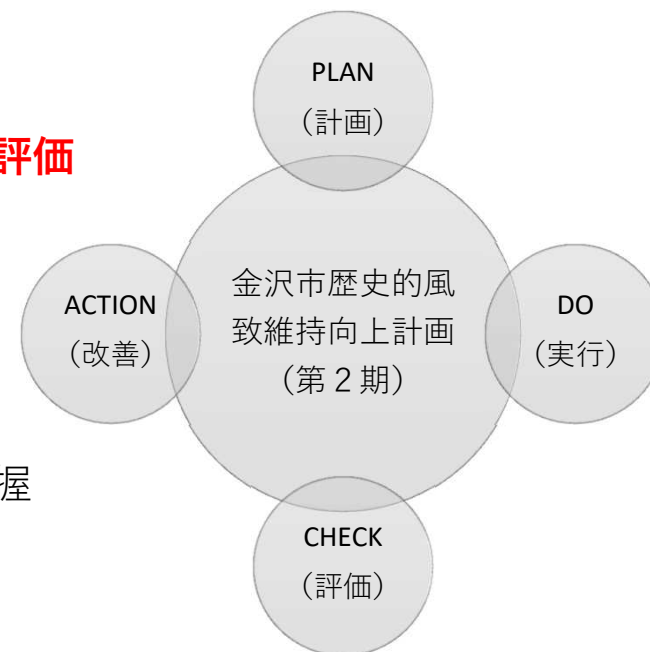 PLAN
（計画）
評価
金沢市歴史的風
致維持向上計画
（第２期）
ACTION
（改善）
DO
（実行）
握
CHECK
（評価）